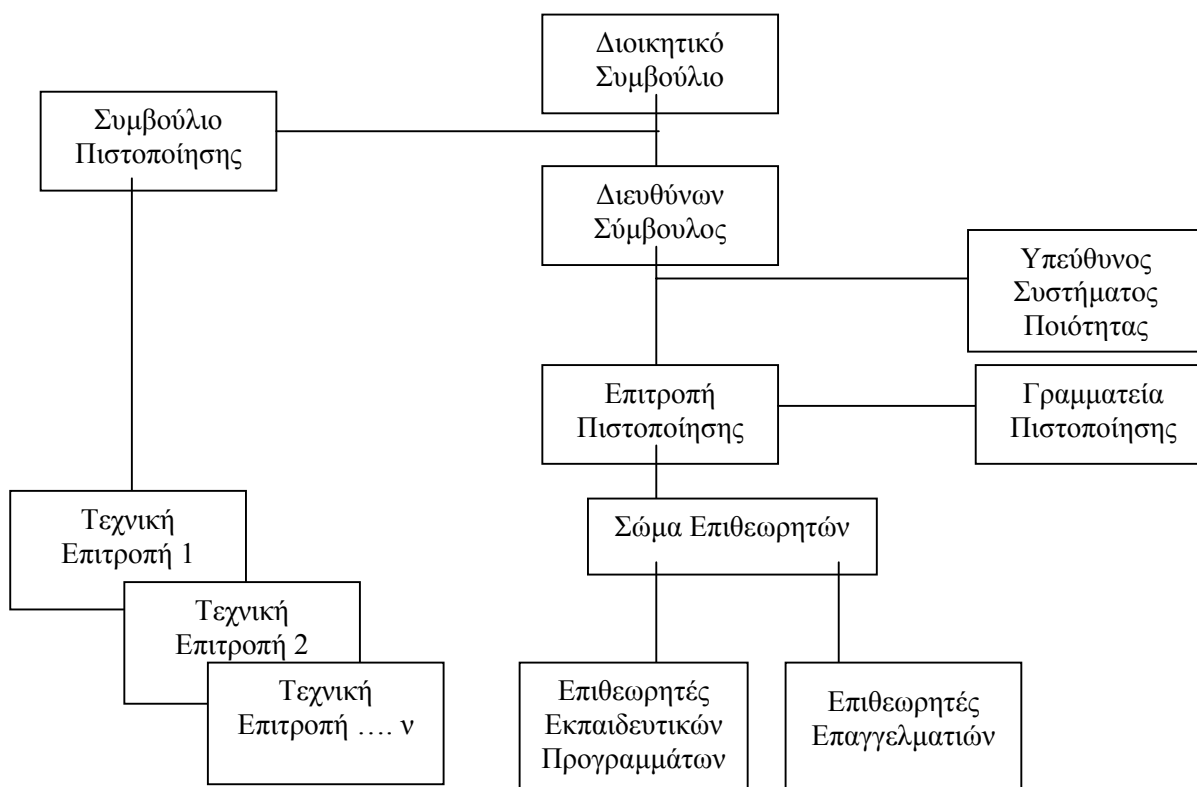 Διοικητικό
Συμβούλιο
Συμβούλιο
Πιστοποίησης
Διευθύνων
Σύμβουλος
Υπεύθυνος
Συστήματος
Ποιότητας
Επιτροπή
Πιστοποίησης
Γραμματεία
Πιστοποίησης
Τεχνική
Επιτροπή 1
Σώμα Επιθεωρητών
Τεχνική
Επιτροπή 2
Τεχνική
Επιτροπή …. ν
Επιθεωρητές
Εκπαιδευτικών
Προγραμμάτων
Επιθεωρητές
Επαγγελματιών